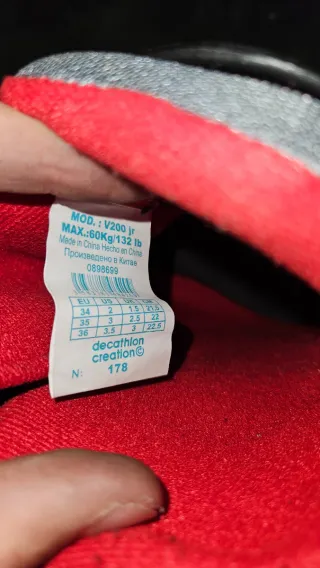 MOD. : V200 jr
MAX.:60Kg/132 lb
Made in China Hecho en China
Произведено в Китае
0898699
EU US
34 2 1.5 21.5
35 3 2.5 22
36 3.5 3 22.5
decathlon
creation©
N: 178